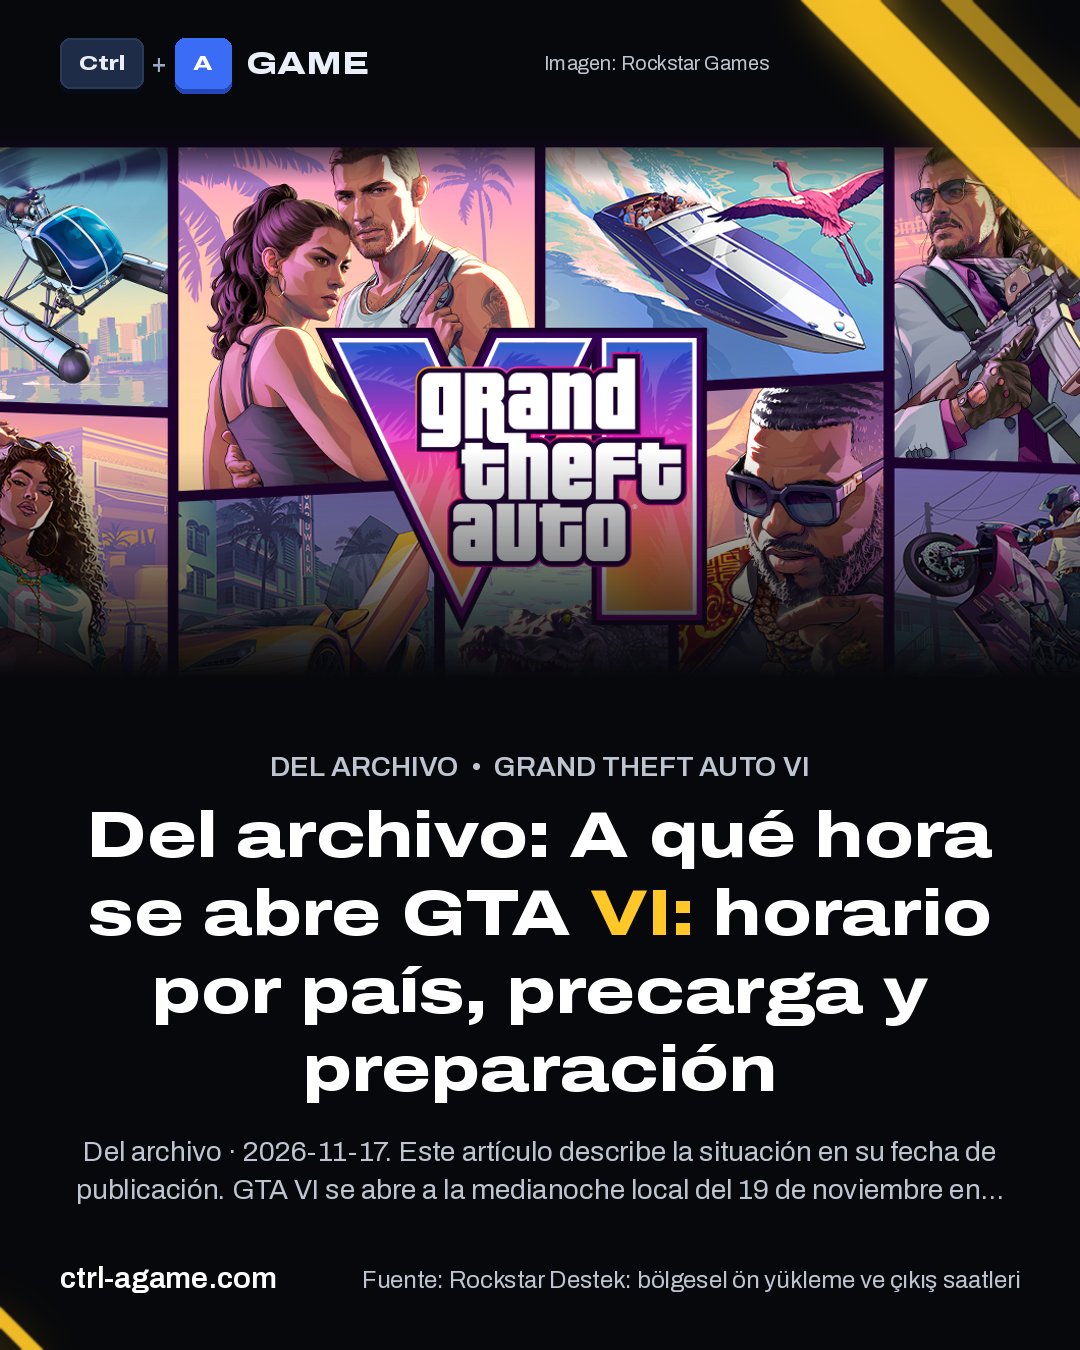 Ctrl + A GAME
Imagen: Rockstar Games
VI
grand
theft
auto
DEL ARCHIVO • GRAND THEFT AUTO VI
Del archivo: A qué hora
se abre GTA VI: horario
por país, precarga y
preparación
Del archivo · 2026-11-17. Este artículo describe la situación en su fecha de
publicación. GTA VI se abre a la medianoche local del 19 de noviembre en...
ctrl-agame.com
Fuente: Rockstar Destek: bölgesel ön yükleme ve çıkış saatleri